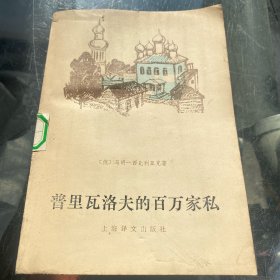 〔俄〕马明—西比利亚克著
普里瓦洛夫的百万家私
上海译文出版社